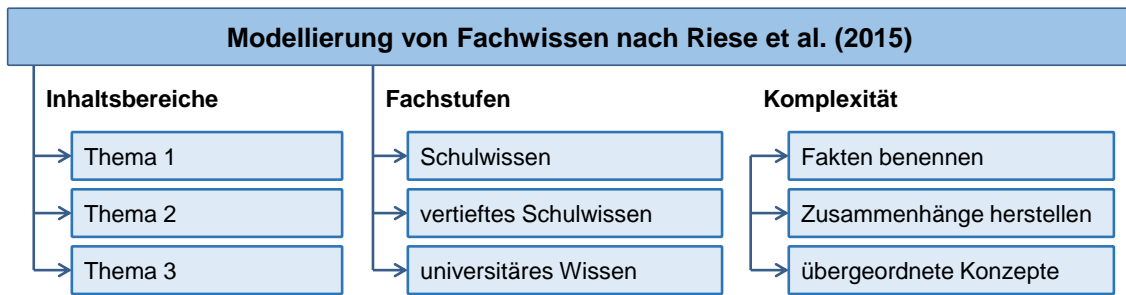 Modellierung von Fachwissen nach Riese et al. (2015)
Inhaltsbereiche
Thema 1
Thema 2
Thema 3
Fachstufen
Schulwissen
vertieftes Schulwissen
universitäres Wissen
Komplexität
Fakten benennen
Zusammenhänge herstellen
übergeordnete Konzepte